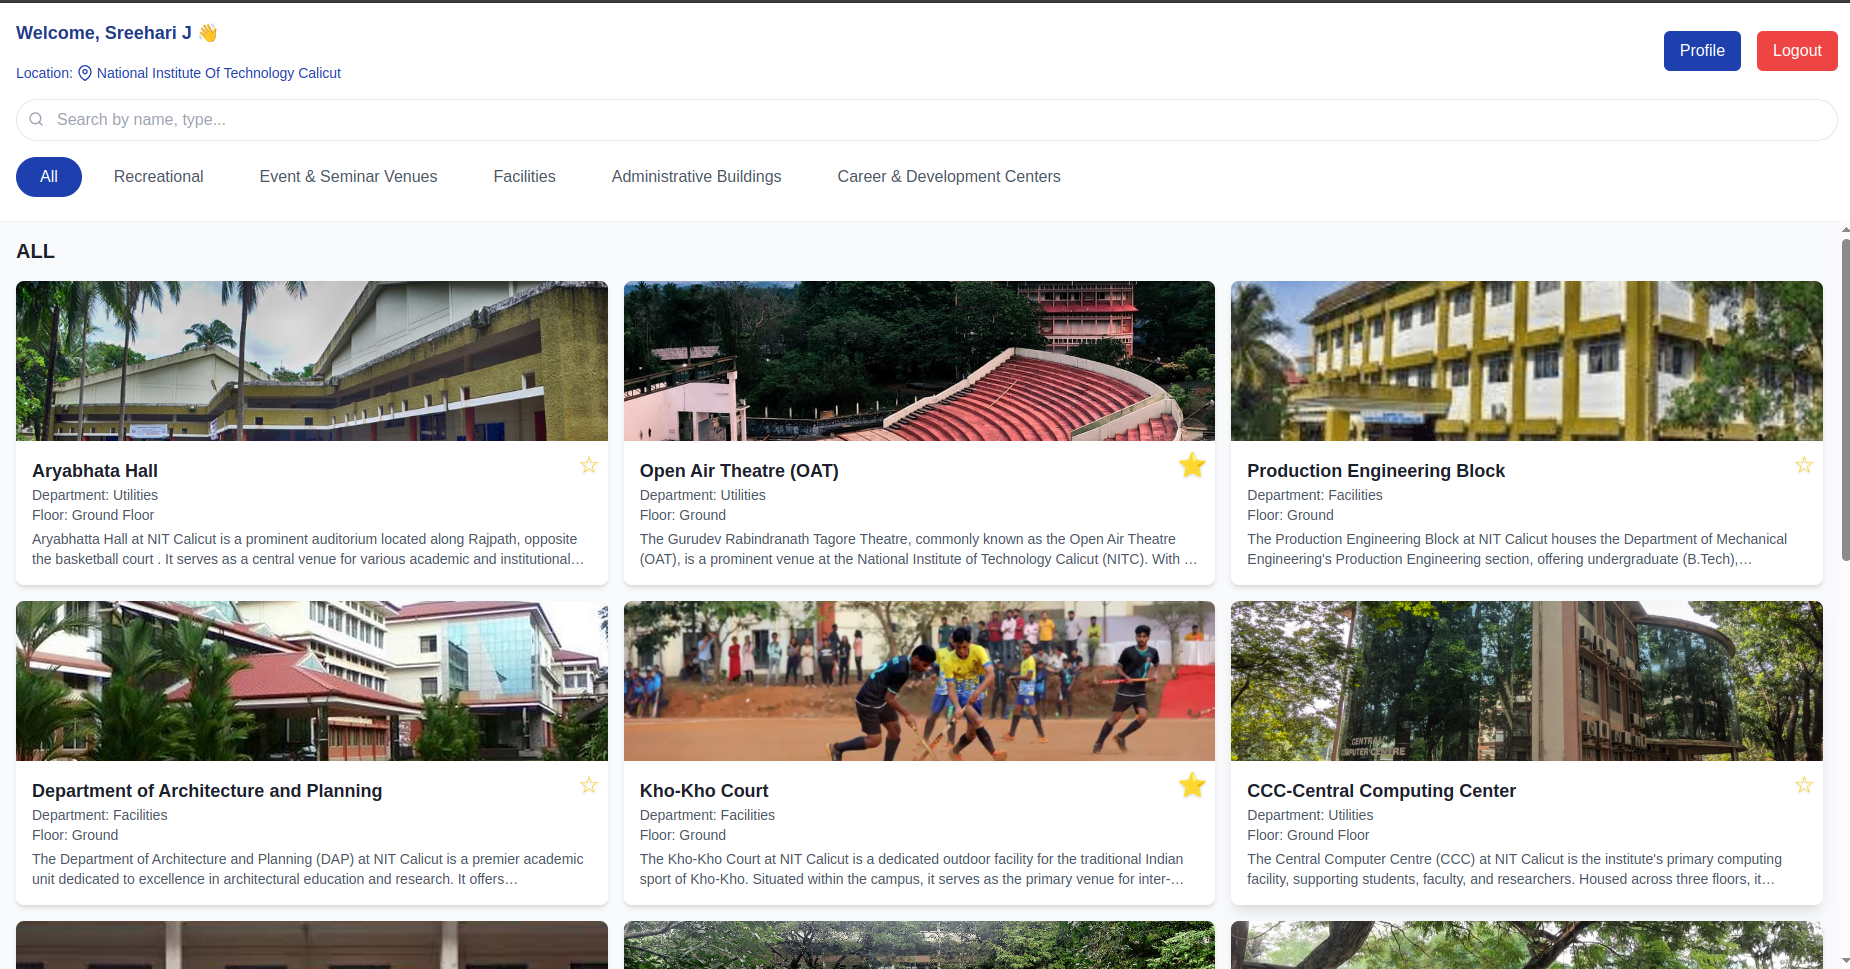 Welcome, Sreehari J 👋
Profile
Logout
Location: National Institute Of Technology Calicut
Search by name, type...
All
Recreational
Event & Seminar Venues
Facilities
Administrative Buildings
Career & Development Centers
ALL
Aryabhata Hall
Department: Utilities
Floor: Ground Floor
Aryabhatta Hall at NIT Calicut is a prominent auditorium located along Rajpath, opposite
the basketball court . It serves as a central venue for various academic and institutional…
Open Air Theatre (OAT)
Department: Utilities
Floor: Ground
The Gurudev Rabindranath Tagore Theatre, commonly known as the Open Air Theatre
(OAT), is a prominent venue at the National Institute of Technology Calicut (NITC). With …
Production Engineering Block
Department: Facilities
Floor: Ground
The Production Engineering Block at NIT Calicut houses the Department of Mechanical
Engineering's Production Engineering section, offering undergraduate (B.Tech),…
Department of Architecture and Planning
Department: Facilities
Floor: Ground
The Department of Architecture and Planning (DAP) at NIT Calicut is a premier academic
unit dedicated to excellence in architectural education and research. It offers…
Kho-Kho Court
Department: Facilities
Floor: Ground
The Kho-Kho Court at NIT Calicut is a dedicated outdoor facility for the traditional Indian
sport of Kho-Kho. Situated within the campus, it serves as the primary venue for inter-…
CENTRAL
COMPUTER CENTRE
CCC-Central Computing Center
Department: Utilities
Floor: Ground Floor
The Central Computer Centre (CCC) at NIT Calicut is the institute's primary computing
facility, supporting students, faculty, and researchers. Housed across three floors, it…